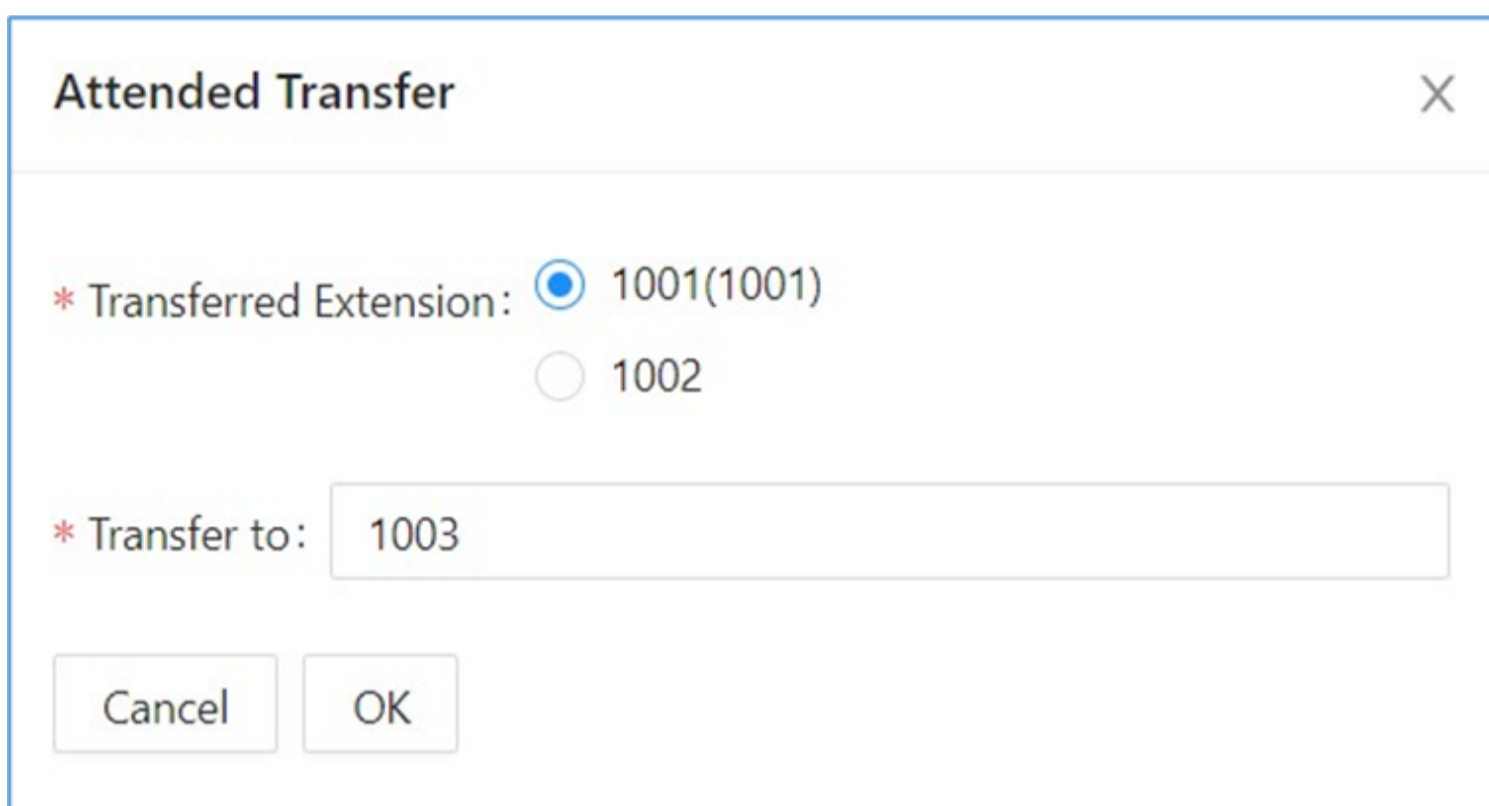 Attended Transfer
* Transferred Extension: 1001(1001)
1002
* Transfer to: 1003
Cancel OK